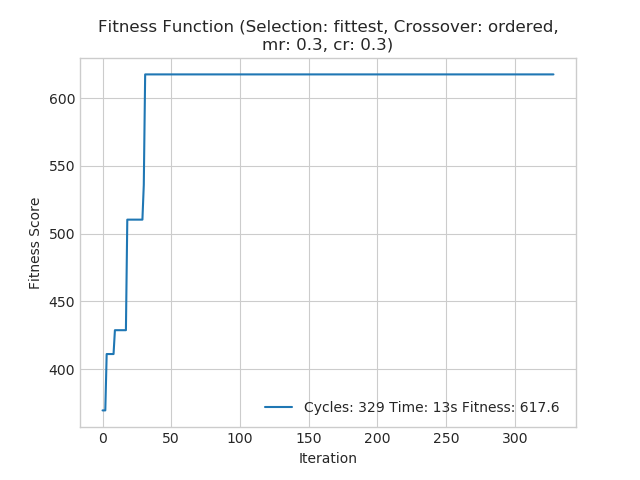 Fitness Function (Selection: fittest, Crossover: ordered,
mr: 0.3, cr: 0.3)
600
550
500
450
400
Fitness Score
Cycles: 329 Time: 13s Fitness: 617.6
0 50 100 150 200 250 300
Iteration